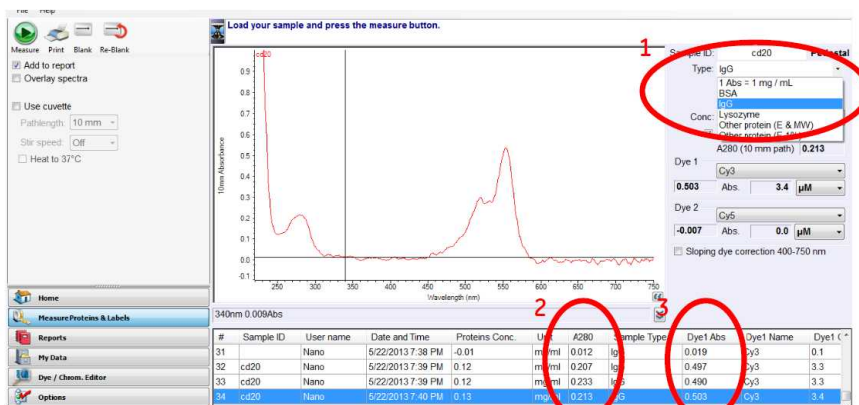 File Help
Load your sample and press the measure button.
Measure Print Blank Re-Blank
Add to report
Overlay spectra
Use cuvette
Pathlength: 10 mm
Stir speed: Off
Heat to 37°C
Home
Measure Proteins & Labels
Reports
My Data
Dye / Chrom. Editor
Options
cd20
10mm Absorbance
0.9
0.8
0.7
0.6
0.5
0.4
0.3
0.2
0.1
0.0
-0.1
250 300 350 400 450 500 550 600 650 700 750
Wavelength (nm)
340nm 0.009Abs
1
Sample ID: cd20 Pedestal
Type: IgG
1 Abs = 1 mg / mL
BSA
IgG
Lysozyme
Other protein (E & MW)
Conc:
A280 (10 mm path) 0.213
Dye 1
Cy3
0.503 Abs. 3.4 µM
Dye 2
Cy5
-0.007 Abs. 0.0 µM
Sloping dye correction 400-750 nm
2
3
# Sample ID User name Date and Time Proteins Conc. Unit A280 Sample Type Dye1 Abs Dye1 Name Dye1
31 Nano 5/22/2013 7:38 PM -0.01 mg/ml 0.012 IgG 0.019 Cy3 0.1
32 cd20 Nano 5/22/2013 7:39 PM 0.12 mg/ml 0.207 IgG 0.497 Cy3 3.3
33 cd20 Nano 5/22/2013 7:39 PM 0.12 mg/ml 0.233 IgG 0.490 Cy3 3.3
34 cd20 Nano 5/22/2013 7:40 PM 0.13 mg/ml 0.213 IgG 0.503 Cy3 3.4